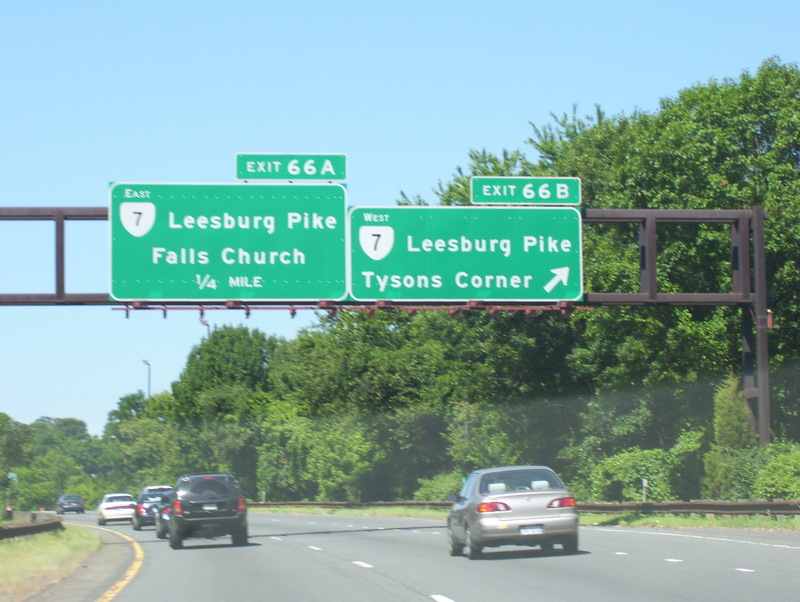 EXIT 66A
EAST
7 Leesburg Pike
Falls Church
1/4 MILE
EXIT 66B
WEST
7 Leesburg Pike
Tysons Corner